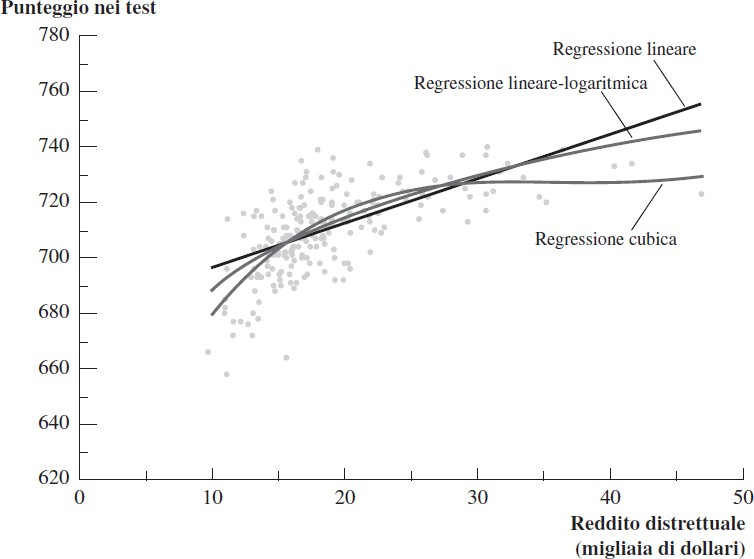 Punteggio nei test
780
760
740
720
700
680
660
640
620
Regressione lineare
Regressione lineare-logaritmica
Regressione cubica
0 10 20 30 40 50
Reddito distrettuale
(migliaia di dollari)